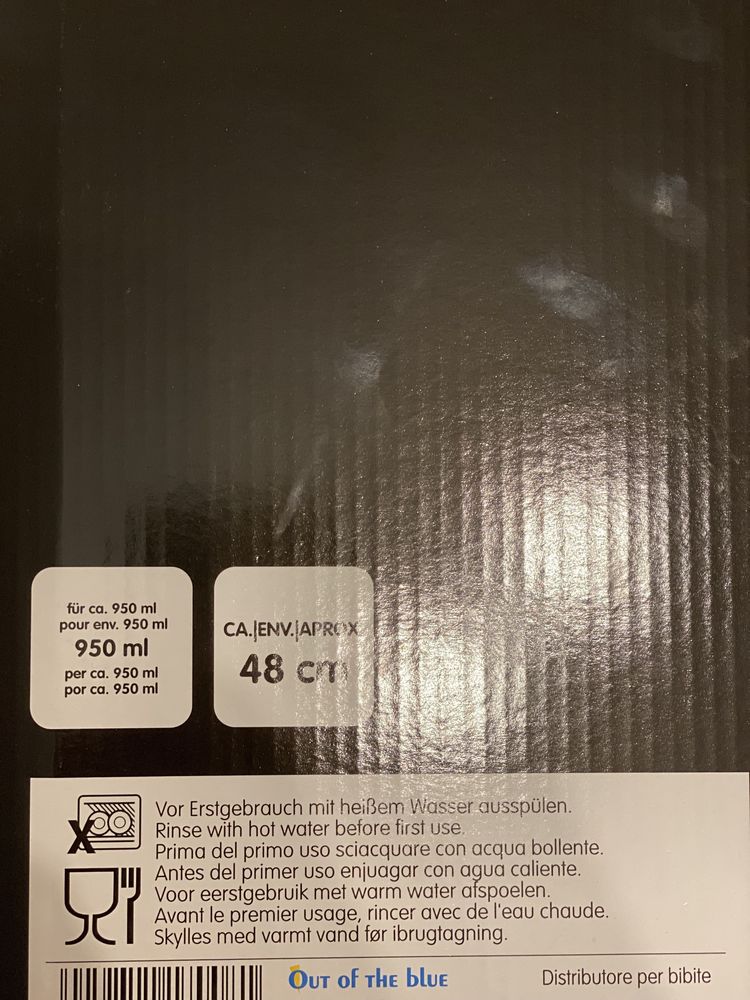 für ca. 950 ml
pour env. 950 ml
950 ml
per ca. 950 ml
por ca. 950 ml
CA.|ENV.|APROX
48 cm
X
Vor Erstgebrauch mit heißem Wasser ausspülen.
Rinse with hot water before first use.
Prima del primo uso sciacquare con acqua bollente.
Antes del primer uso enjuagar con agua caliente.
Voor eerstgebruik met warm water afspoelen.
Avant le premier usage, rincer avec de l'eau chaude.
Skylles med varmt vand før ibrugtagning.
OUT OF THE BLUE
Distributore per bibite